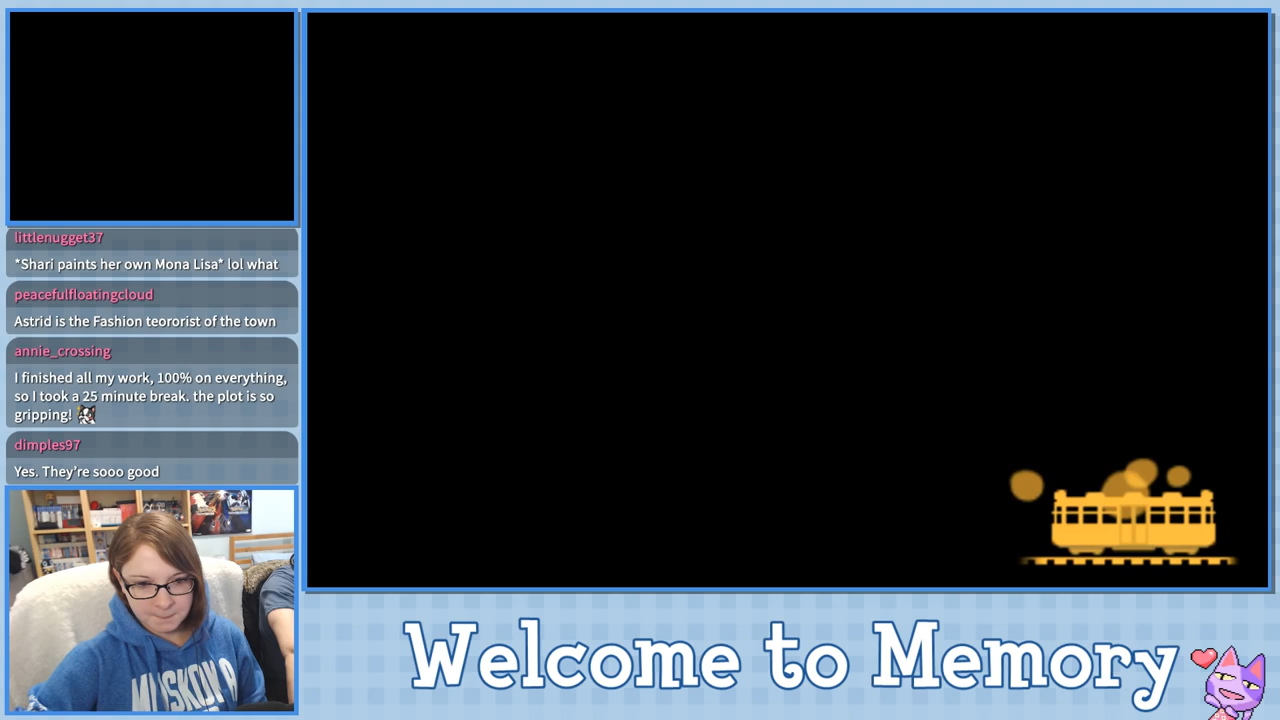 littlenugget37
*Shari paints her own Mona Lisa* lol what
peacefulfloatingcloud
Astrid is the Fashion teororist of the town
annie_crossing
I finished all my work, 100% on everything,
so I took a 25 minute break. the plot is so
gripping!
dimples97
Yes. They're sooo good
Welcome to Memory